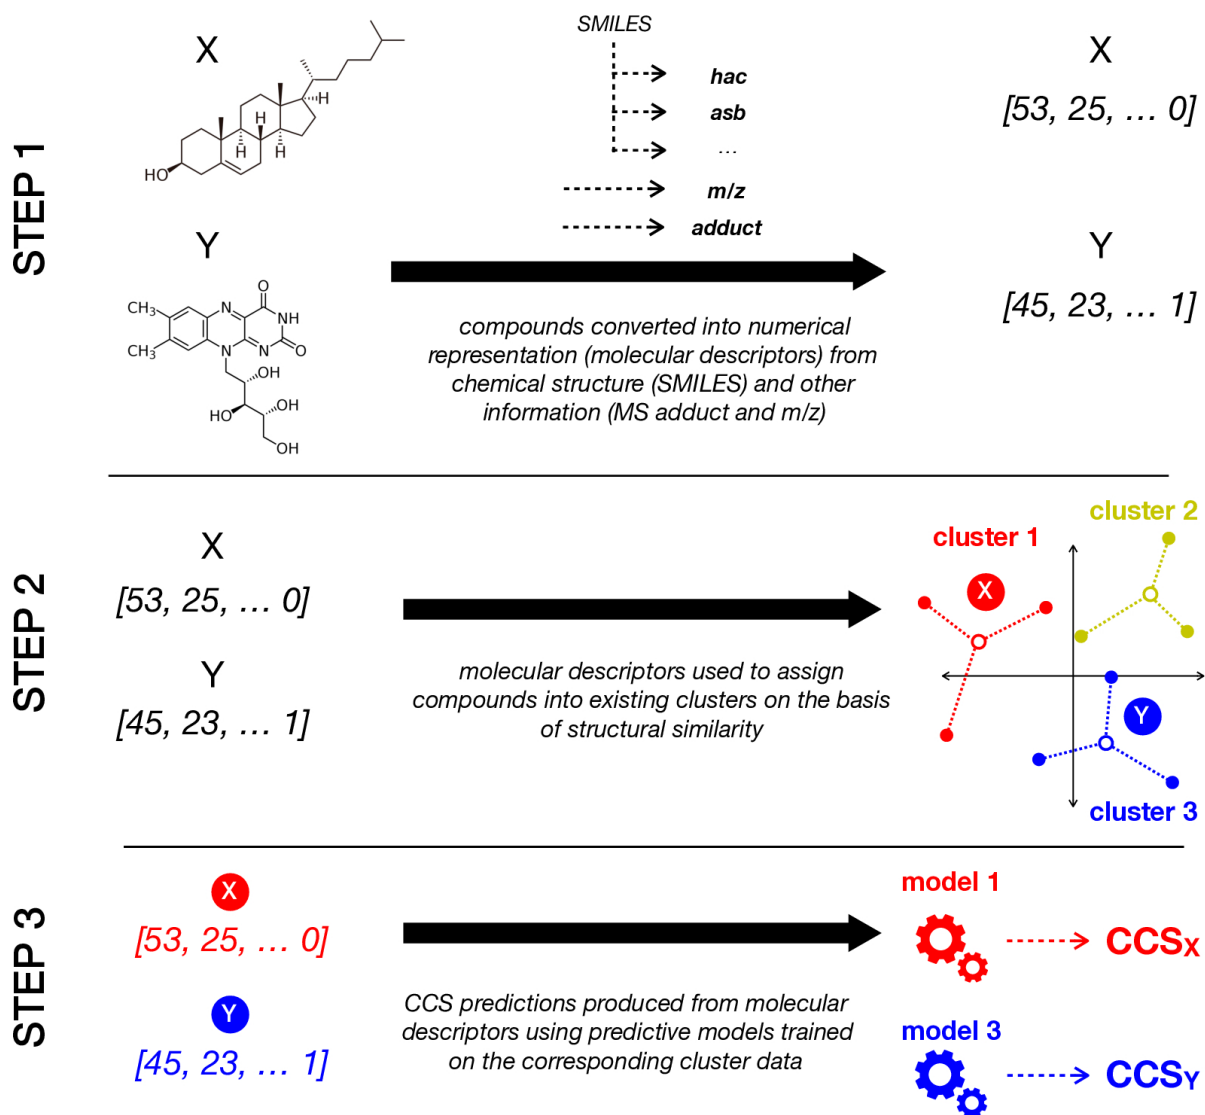 STEP 1
X
HO
H
H
H
H
SMILES
hac
asb
...
m/z
adduct
X
[53, 25, ... 0]
Y
CH₃
CH₃
N
O
NH
N
N
O
OH
HO
OH
OH
compounds converted into numerical
representation (molecular descriptors) from
chemical structure (SMILES) and other
information (MS adduct and m/z)
Y
[45, 23, ... 1]
STEP 2
X
[53, 25, ... 0]
Y
[45, 23, ... 1]
molecular descriptors used to assign
compounds into existing clusters on the basis
of structural similarity
cluster 1
cluster 2
X
Y
cluster 3
STEP 3
X
[53, 25, ... 0]
Y
[45, 23, ... 1]
CCS predictions produced from molecular
descriptors using predictive models trained
on the corresponding cluster data
model 1
CCSX
model 3
CCSY